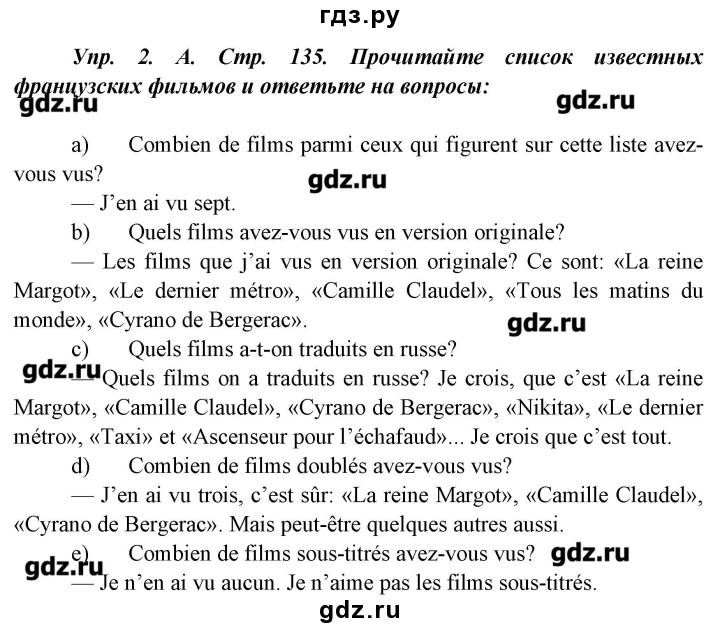 гдз.ру
Упр. 2. А. Стр. 135. Прочитайте список известных
французских фильмов и ответьте на вопросы:
gdz.ru
gdz.ru
a) Combien de films parmi ceux qui figurent sur cette liste avez-
vous vus?
gdz.ru
— J’en ai vu sept.
b) Quels films avez-vous vus en version originale?
— Les films que j’ai vus en version originale? Ce sont: «La reine
Margot», «Le dernier métro», «Camille Claudel», «Tous les matins du
monde», «Cyrano de Bergerac».
gdz.ru
c) Quels films a-t-on traduits en russe?
gdz.ru
— Quels films on a traduits en russe? Je crois, que c’est «La reine
Margot», «Camille Claudel», «Cyrano de Bergerac», «Nikita», «Le dernier
métro», «Taxi» et «Ascenseur pour l’échafaud»... Je crois que c’est tout.
d) Combien de films doublés avez-vous vus?
— J’en ai vu trois, c’est sûr: «La reine Margot», «Camille Claudel»,
«Cyrano de Bergerac». Mais peut-être quelques autres aussi.
e) Combien de films sous-titrés avez-vous vus?
gdz.ru
gdz.ru
— Je n’en ai vu aucun. Je n’aime pas les films sous-titrés.
gdz.ru